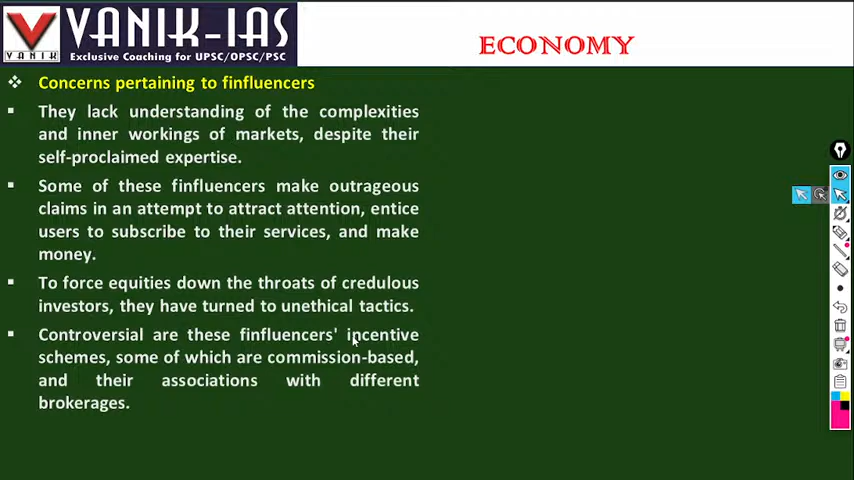 VANIK-IAS
VANIK
Exclusive Coaching for UPSC/OPSC/PSC
ECONOMY
Concerns pertaining to finfluencers
They lack understanding of the complexities
and inner workings of markets, despite their
self-proclaimed expertise.
Some of these finfluencers make outrageous
claims in an attempt to attract attention, entice
users to subscribe to their services, and make
money.
To force equities down the throats of credulous
investors, they have turned to unethical tactics.
Controversial are these finfluencers' incentive
schemes, some of which are commission-based,
and their associations with different
brokerages.